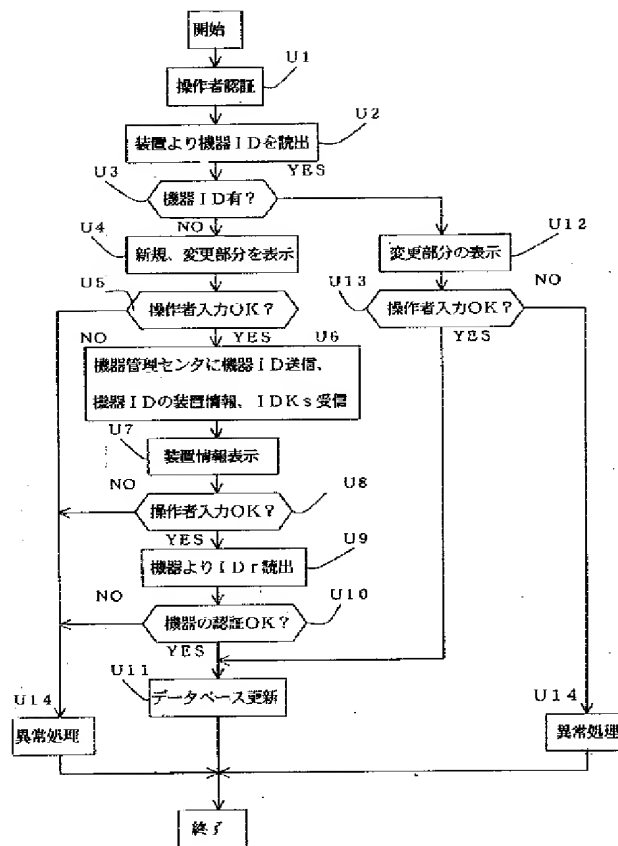 開始
U1
操作者認証
U2
装置より機器IDを読出
YES
U3
機器ID有?
U4
NO
新規、変更部分を表示
U12
変更部分の表示
U5
操作者入力OK?
U13
NO
操作者入力OK?
NO
YES
U6
YES
機器管理センタに機器ID送信、
機器IDの装置情報、IDKs受信
U7
装置情報表示
NO
U8
操作者入力OK?
YES
U9
機器よりIDr読出
NO
U10
機器の認証OK?
YES
U11
データベース更新
U14
異常処理
U14
異常処理
終了